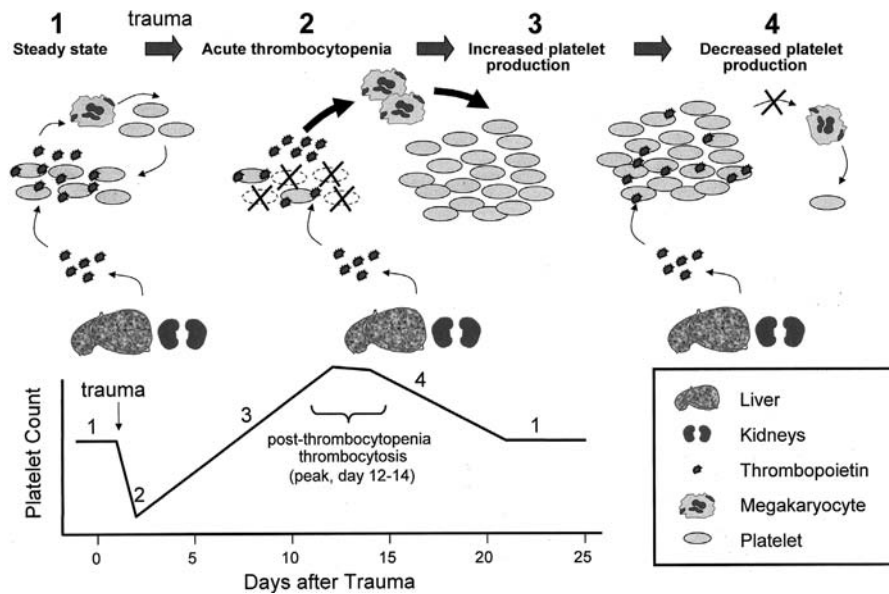 1
trauma
2
3
4
Steady state
Acute thrombocytopenia
Increased platelet
production
Decreased platelet
production
trauma
1
2
3
4
1
post-thrombocytopenia
thrombocytosis
(peak, day 12-14)
Platelet Count
0
5
10
15
20
25
Days after Trauma
Liver
Kidneys
Thrombopoietin
Megakaryocyte
Platelet